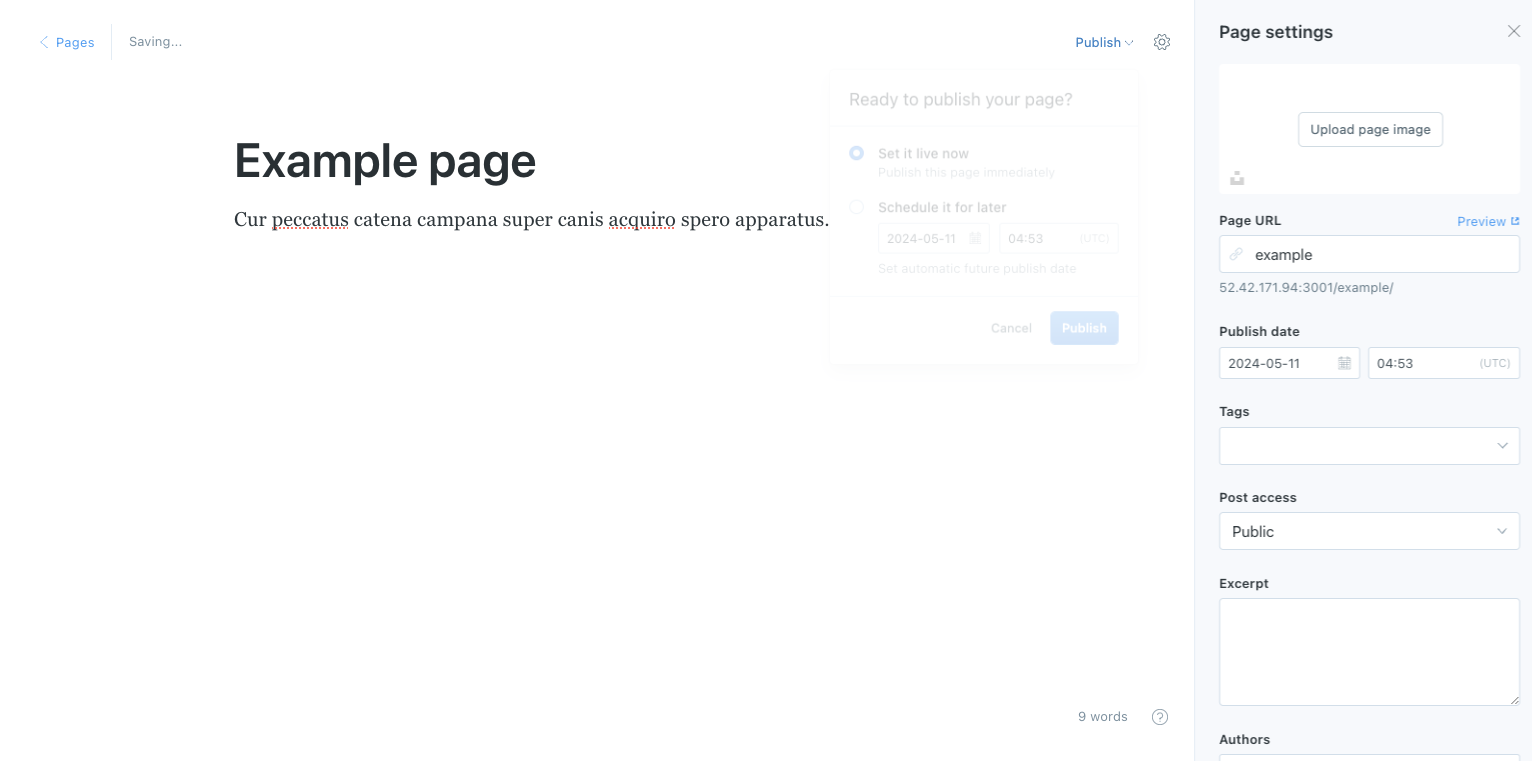 Pages
Saving...
Publish
Ready to publish your page?
Set it live now
Publish this page immediately
Schedule it for later
2024-05-11
04:53
(UTC)
Set automatic future publish date
Cancel
Publish
Example page
Cur peccatus catena campana super canis acquiro spero apparatus.
9 words
?
Page settings
Upload page image
Page URL
Preview
example
52.42.171.94:3001/example/
Publish date
2024-05-11
04:53
(UTC)
Tags
Post access
Public
Excerpt
Authors